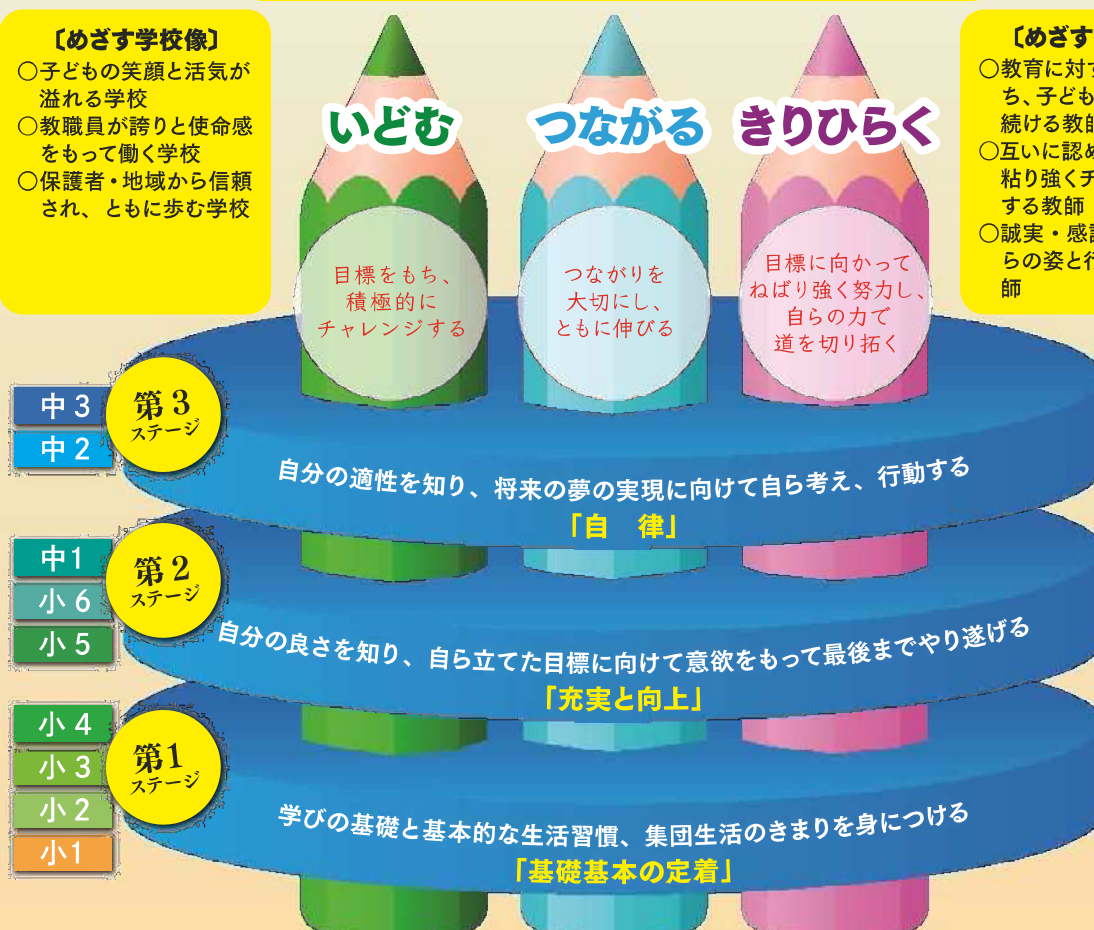 〔めざす学校像〕
○子どもの笑顔と活気が
溢れる学校
○教職員が誇りと使命感
をもって働く学校
○保護者・地域から信頼
され、ともに歩む学校
いどむ
つながる
きりひらく
〔めざす
○教育に対す
ち、子ども
続ける教師
○互いに認め
粘り強くチ
する教師
○誠実・感謝
らの姿と行
師
目標をもち、
積極的に
チャレンジする
つながりを
大切にし、
ともに伸びる
目標に向かって
ねばり強く努力し、
自らの力で
道を切り拓く
中3
中2
第3
ステージ
自分の適性を知り、将来の夢の実現に向けて自ら考え、行動する
「自　律」
中1
小6
小5
第2
ステージ
自分の良さを知り、自ら立てた目標に向けて意欲をもって最後までやり遂げる
「充実と向上」
小4
小3
小2
小1
第1
ステージ
学びの基礎と基本的な生活習慣、集団生活のきまりを身につける
「基礎基本の定着」